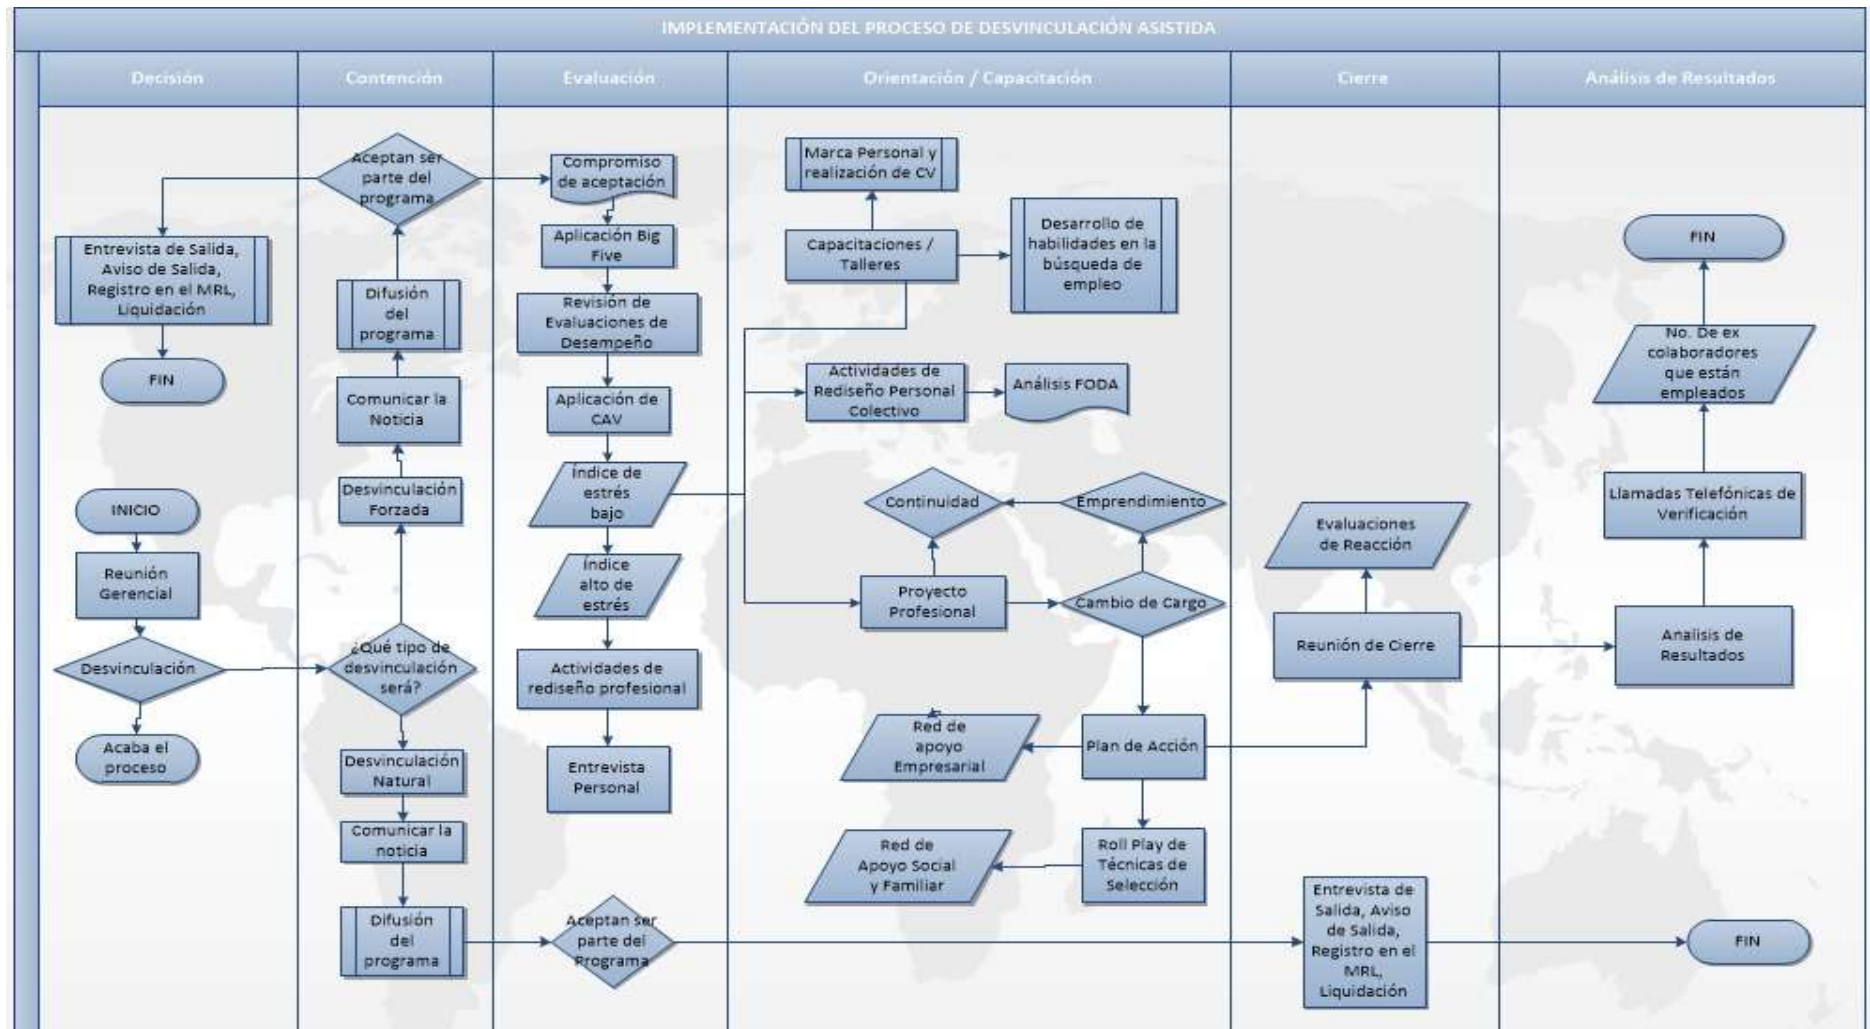 IMPLEMENTACIÓN DEL PROCESO DE DESVINCULACIÓN ASISTIDA
Decisión
Contención
Evaluación
Orientación / Capacitación
Cierre
Análisis de Resultados
Entrevista de Salida,
Aviso de Salida,
Registro en el MRL,
Liquidación
FIN
INICIO
Reunión
Gerencial
Desvinculación
Acaba el
proceso
Aceptan ser
parte del
programa
Difusión
del
programa
Comunicar la
Noticia
Desvinculación
Forzada
¿Qué tipo de
desvinculación
será?
Desvinculación
Natural
Comunicar la
noticia
Difusión
del
programa
Compromiso
de aceptación
Aplicación Big
Five
Revisión de
Evaluaciones de
Desempeño
Aplicación de
CAV
Índice de
estrés
bajo
Índice
alto de
estrés
Actividades de
rediseño profesional
Entrevista
Personal
Aceptan ser
parte del
Programa
Marca Personal y
realización de CV
Capacitaciones /
Talleres
Desarrollo de
habilidades en la
búsqueda de
empleo
Actividades de
Rediseño Personal
Colectivo
Análisis FODA
Continuidad
Emprendimiento
Proyecto
Profesional
Cambio de Cargo
Red de
apoyo
Empresarial
Plan de Acción
Red de
Apoyo Social
y Familiar
Roll Play de
Técnicas de
Selección
Evaluaciones
de Reacción
Reunión de Cierre
Entrevista de
Salida, Aviso
de Salida,
Registro en el
MRL,
Liquidación
FIN
No. De ex
colaboradores
que están
empleados
Llamadas Telefónicas de
Verificación
Analisis de
Resultados
FIN